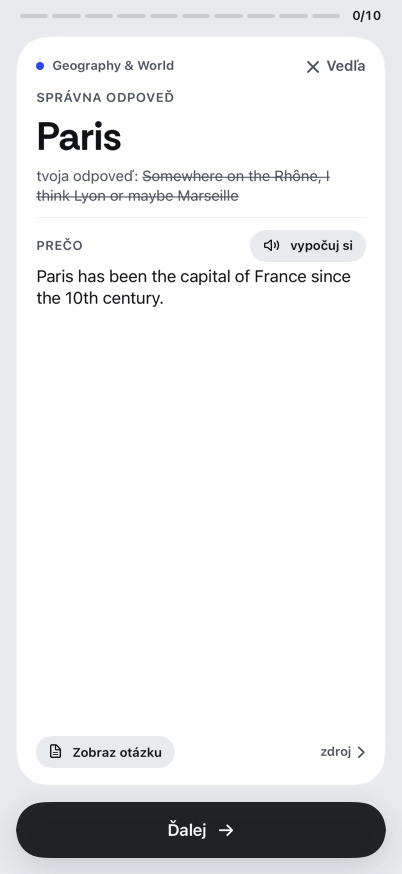 0/10
Geography & World
Vedľa
SPRÁVNA ODPOVEĎ
Paris
tvoja odpoveď: Somewhere on the Rhône, I
think Lyon or maybe Marseille
PREČO
vypočuj si
Paris has been the capital of France since
the 10th century.
Zobraz otázku
zdroj
Ďalej